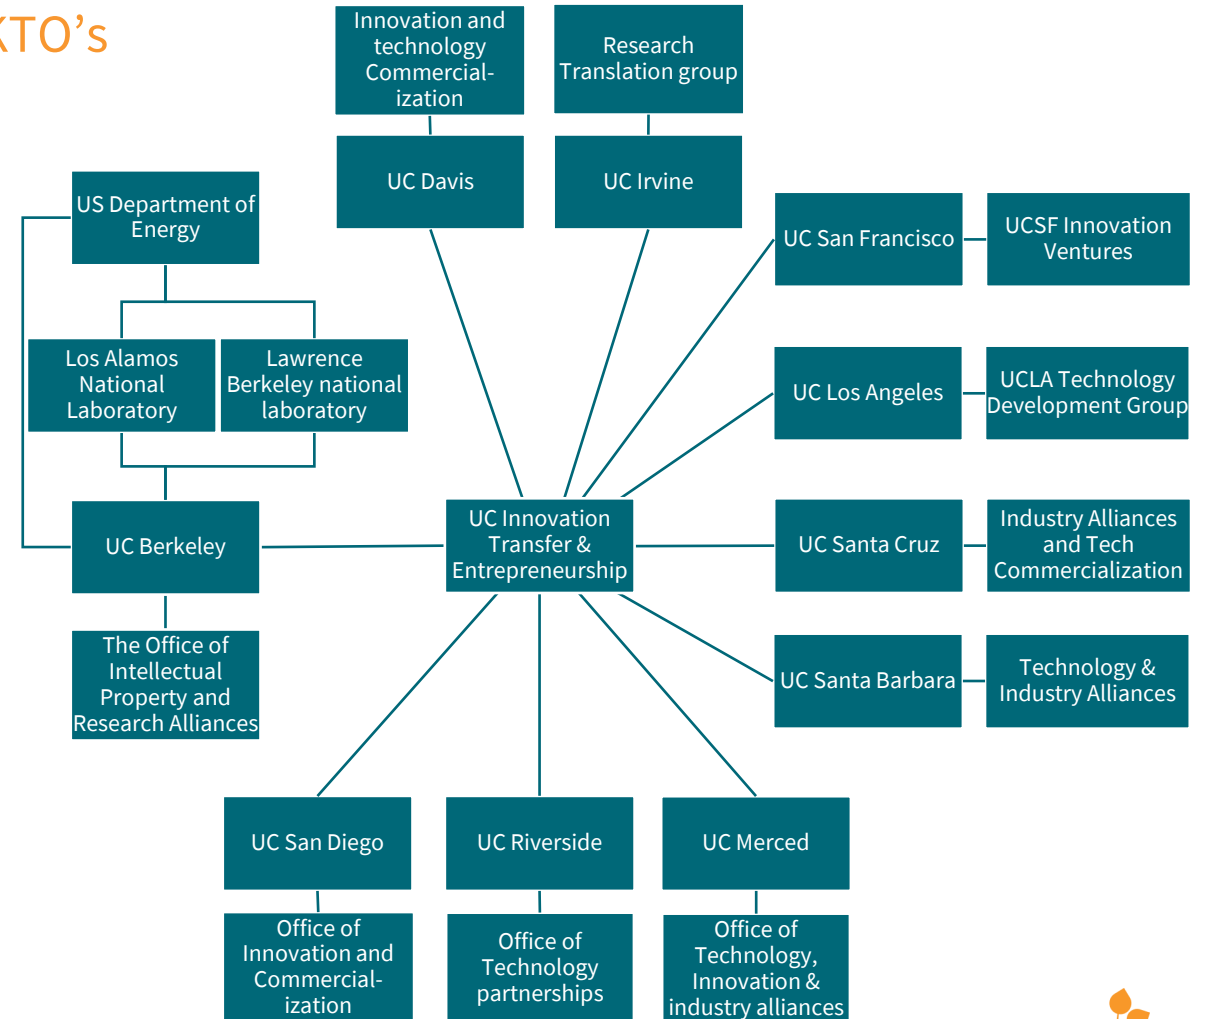 KTO's
Innovation and
technology
Commercial-
ization
Research
Translation group
UC Davis
UC Irvine
US Department of
Energy
UC San Francisco
UCSF Innovation
Ventures
Los Alamos
National
Laboratory
Lawrence
Berkeley national
laboratory
UC Los Angeles
UCLA Technology
Development Group
UC Berkeley
UC Innovation
Transfer &
Entrepreneurship
UC Santa Cruz
Industry Alliances
and Tech
Commercialization
The Office of
Intellectual
Property and
Research Alliances
UC Santa Barbara
Technology &
Industry Alliances
UC San Diego
UC Riverside
UC Merced
Office of
Innovation and
Commercial-
ization
Office of
Technology
partnerships
Office of
Technology,
Innovation &
industry alliances